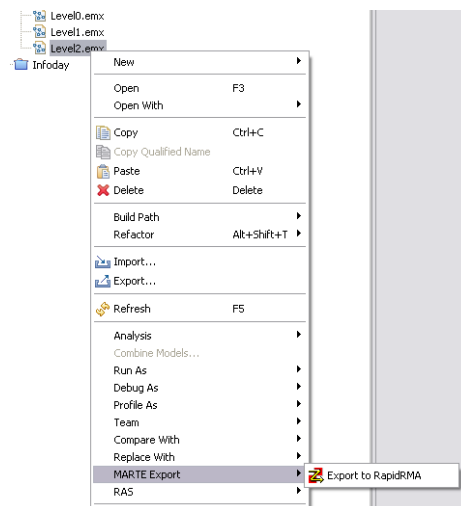 Level0.emx
Level1.emx
Level2.emx
Infoday
New
Open F3
Open With
Copy Ctrl+C
Copy Qualified Name
Paste Ctrl+V
Delete Delete
Build Path
Refactor Alt+Shift+T
Import...
Export...
Refresh F5
Analysis
Combine Models...
Run As
Debug As
Profile As
Team
Compare With
Replace With
MARTE Export Export to RapidRMA
RAS